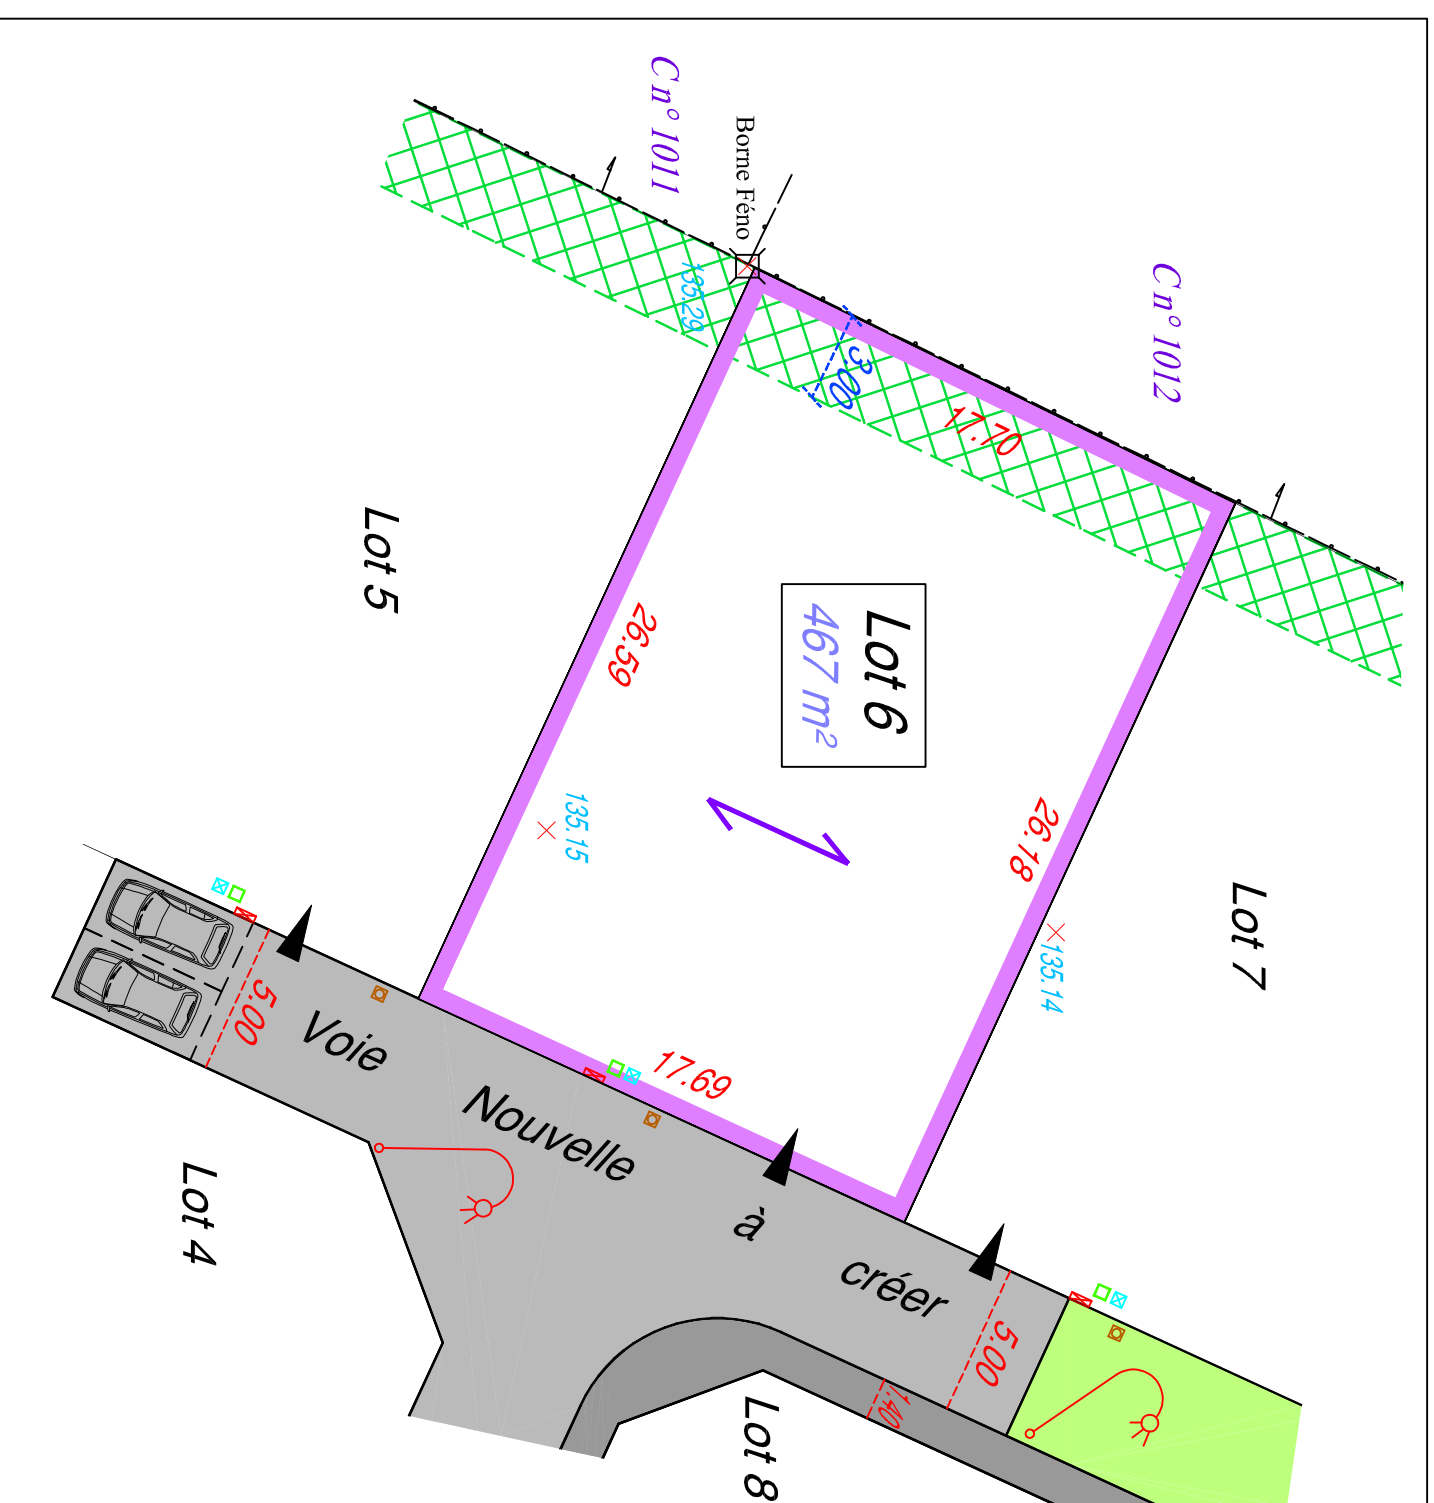 C n° 1011
Borne Féno
C n° 1012
135.29
3.00
17.70
Lot 5
26.59
Lot 6
467 m²
26.18
135.15
135.14
Lot 7
5.00
Voie Nouvelle à créer
17.69
Lot 4
5.00
1.40
Lot 8